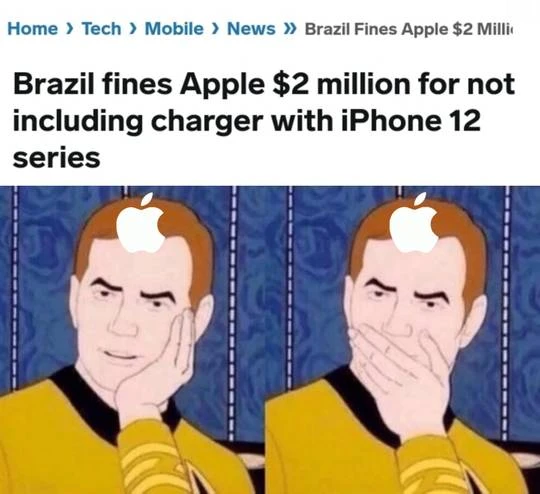 Home › Tech › Mobile › News » Brazil Fines Apple $2 Milli
Brazil fines Apple $2 million for not
including charger with iPhone 12
series